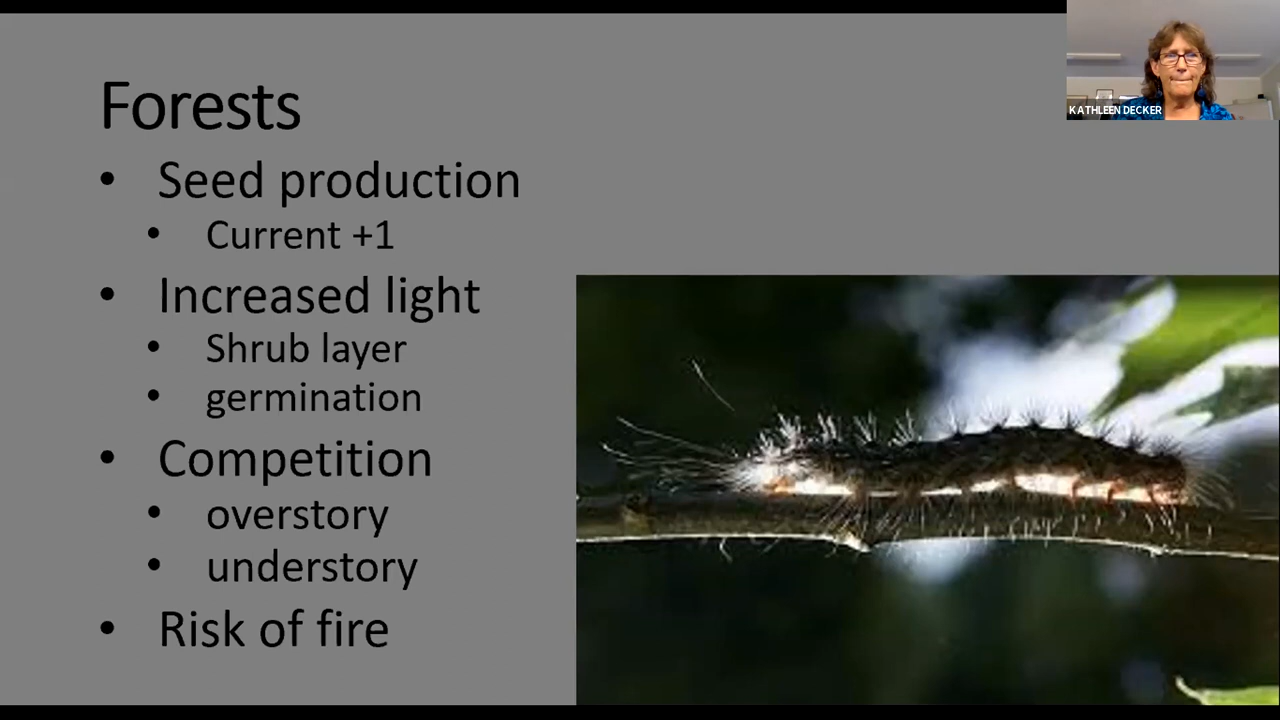 Forests
• Seed production
• Current +1
• Increased light
• Shrub layer
• germination
• Competition
• overstory
• understory
• Risk of fire
KATHLEEN DECKER